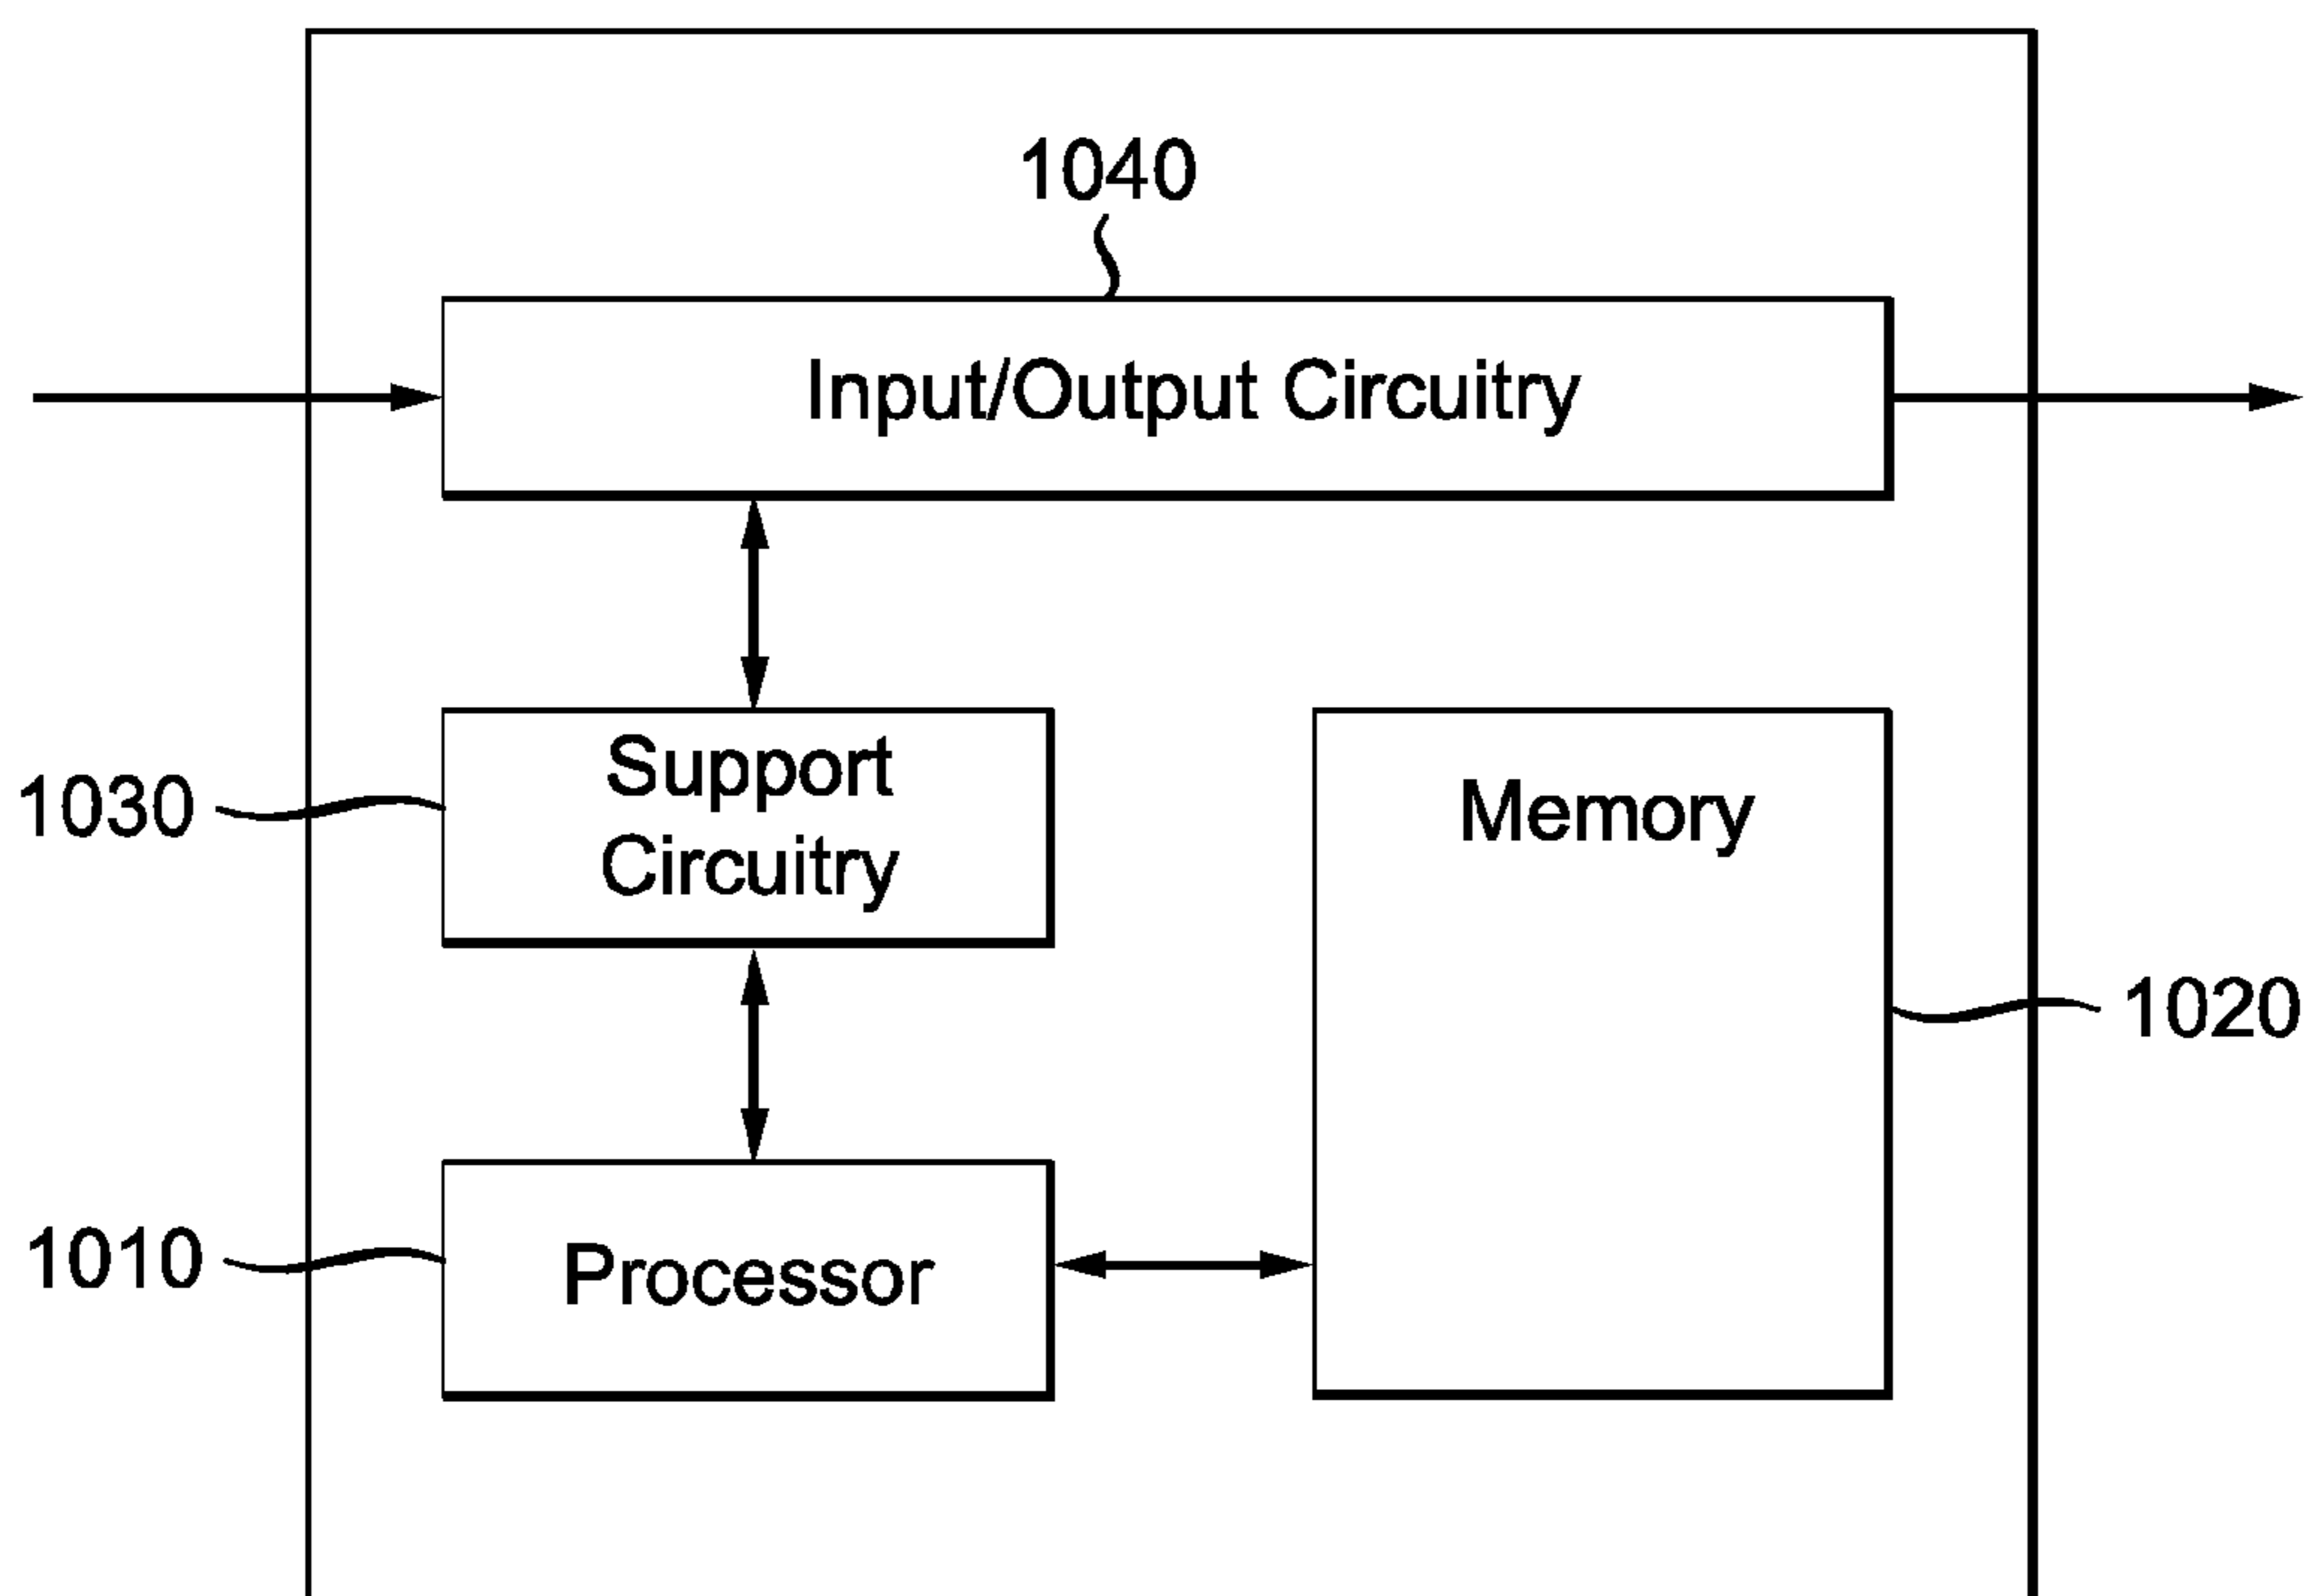 1040
Input/Output Circuitry
Support
Circuitry
1030
Memory
1020
1010
Processor